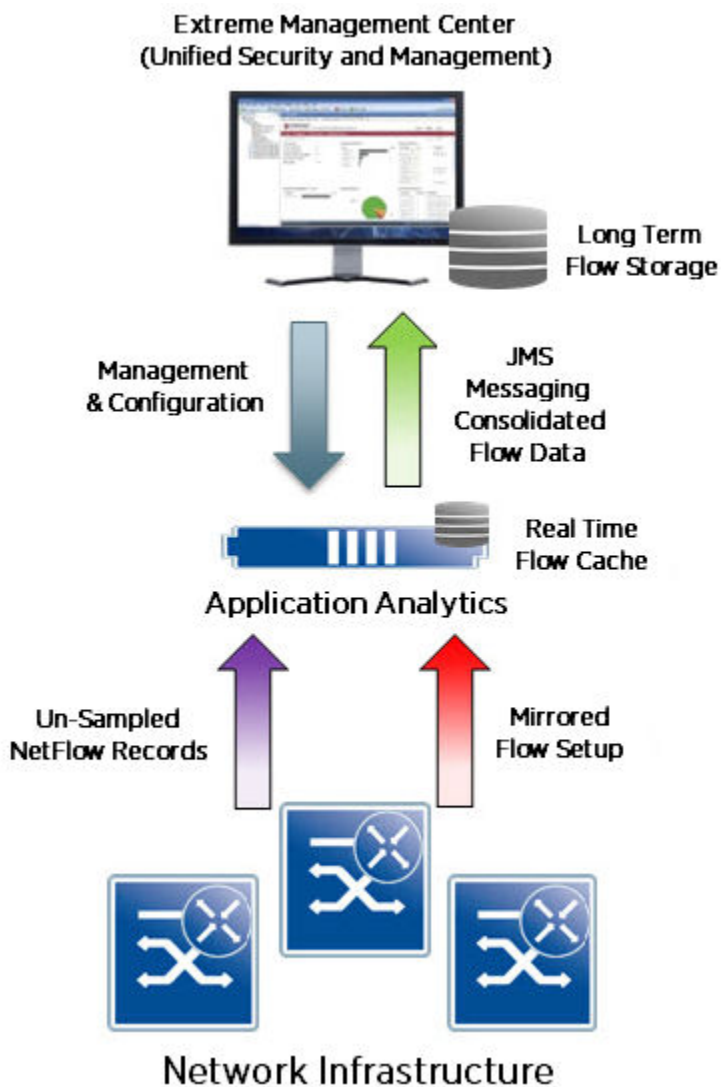 Extreme Management Center
(Unified Security and Management)
Long Term
Flow Storage
Management
& Configuration
JMS
Messaging
Consolidated
Flow Data
Real Time
Flow Cache
Application Analytics
Un-Sampled
NetFlow Records
Mirrored
Flow Setup
Network Infrastructure